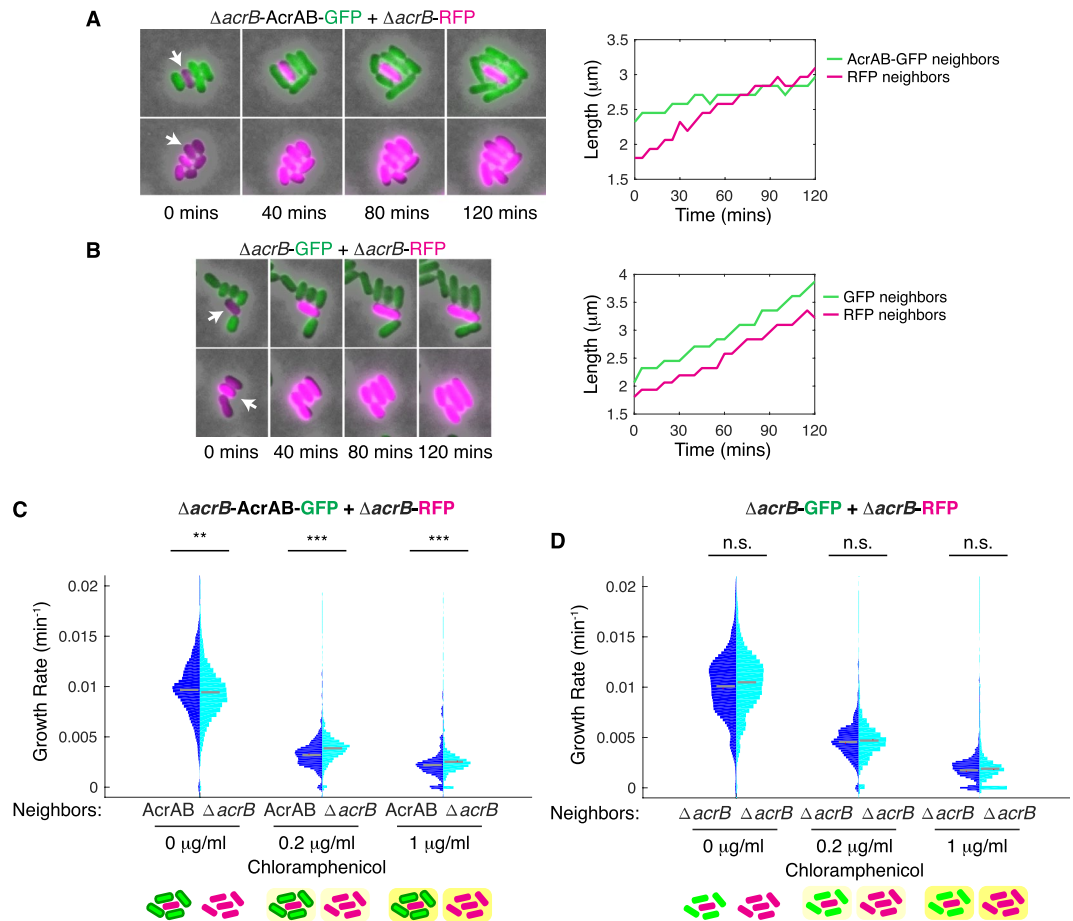 A
ΔacrB-AcrAB-GFP + ΔacrB-RFP
0 mins 40 mins 80 mins 120 mins
Length (μm)
3.5
3
2.5
2
1.5
0 30 60 90 120
Time (mins)
AcrAB-GFP neighbors
RFP neighbors
B
ΔacrB-GFP + ΔacrB-RFP
0 mins 40 mins 80 mins 120 mins
Length (μm)
4
3.5
3
2.5
2
1.5
0 30 60 90 120
Time (mins)
GFP neighbors
RFP neighbors
C
ΔacrB-AcrAB-GFP + ΔacrB-RFP
** *** ***
Growth Rate (min⁻¹)
0.02
0.015
0.01
0.005
0
Neighbors: AcrAB ΔacrB AcrAB ΔacrB AcrAB ΔacrB
0 μg/ml 0.2 μg/ml 1 μg/ml
Chloramphenicol
D
ΔacrB-GFP + ΔacrB-RFP
n.s. n.s. n.s.
Growth Rate (min⁻¹)
0.02
0.015
0.01
0.005
0
Neighbors: ΔacrB ΔacrB ΔacrB ΔacrB ΔacrB ΔacrB
0 μg/ml 0.2 μg/ml 1 μg/ml
Chloramphenicol